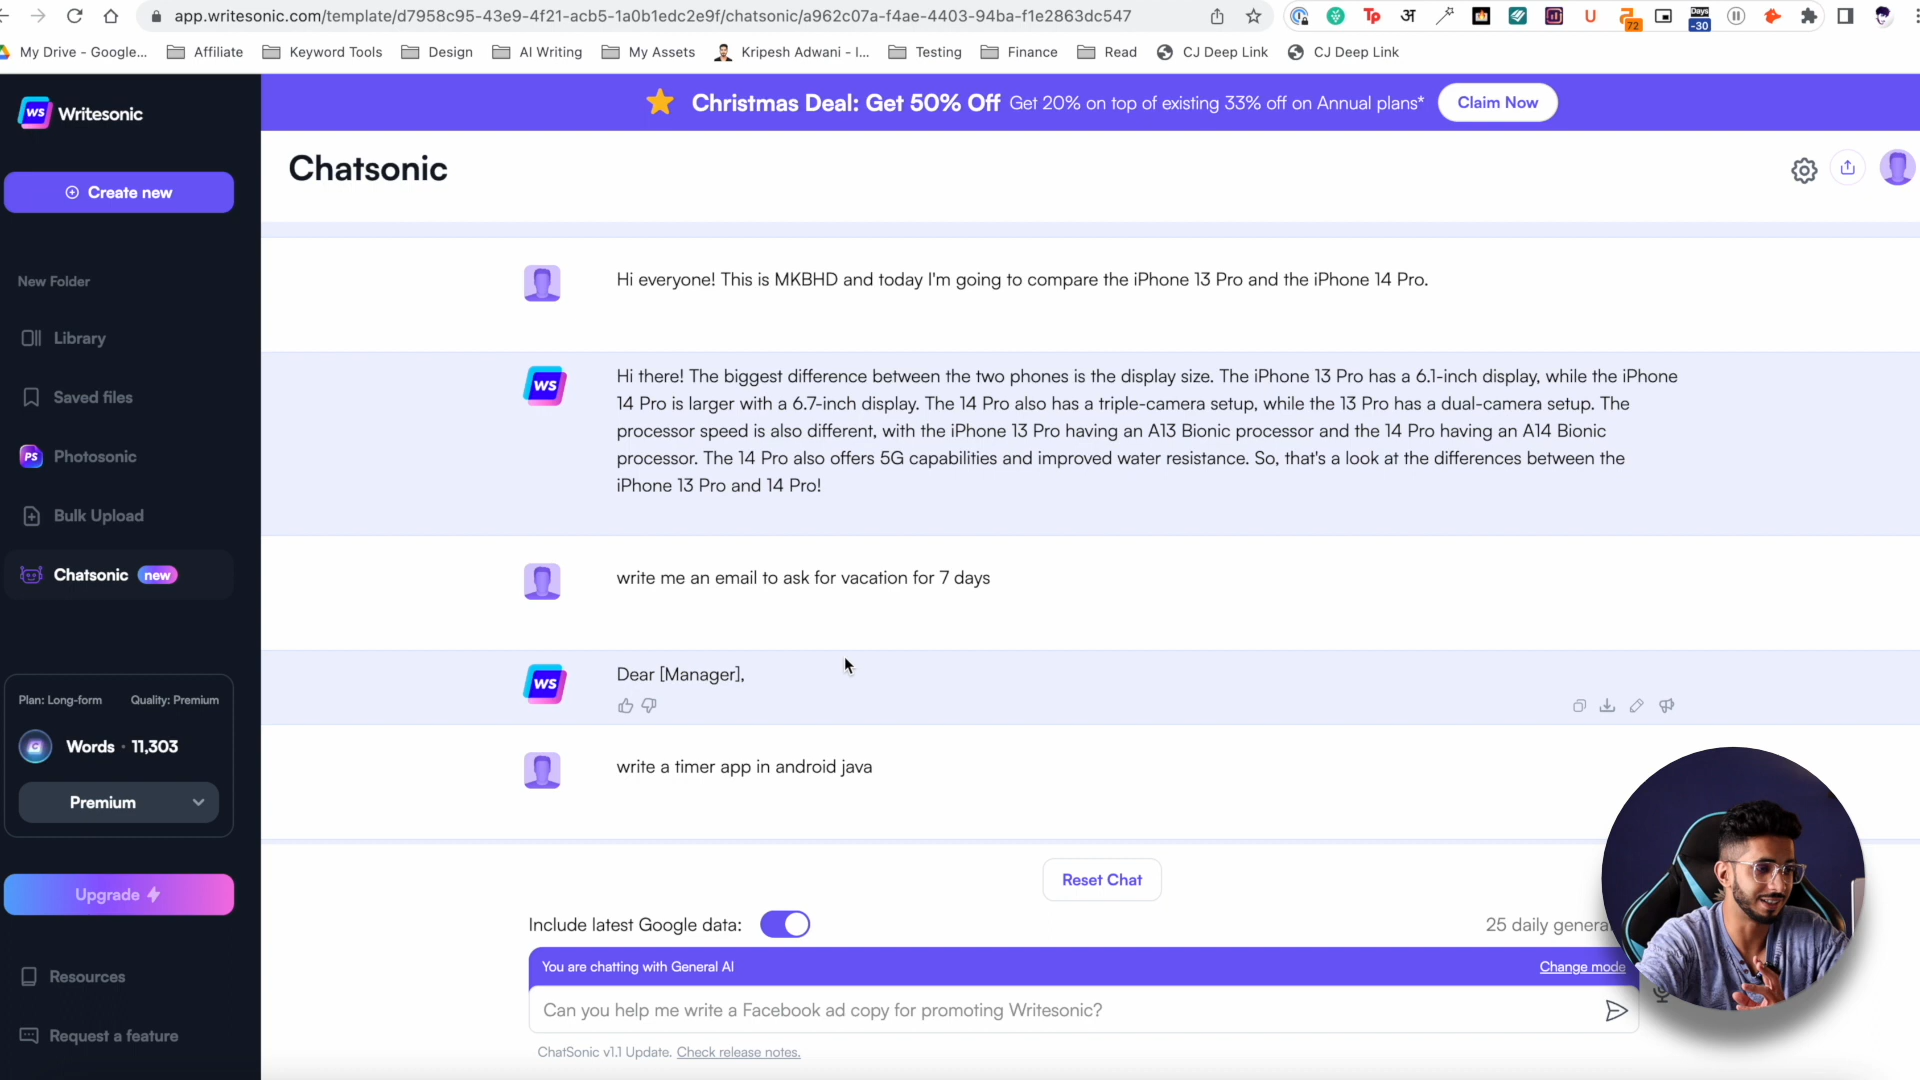 app.writesonic.com/template/d7958c95-43e9-4f21-acb5-1a0b1edc2e9f/chatsonic/a962c07a-f4ae-4403-94ba-f1e2863dc547
Tp
अ
U
72
Days
-30
My Drive - Google...
Affiliate
Keyword Tools
Design
AI Writing
My Assets
Kripesh Adwani - I...
Testing
Finance
Read
CJ Deep Link
CJ Deep Link
WS Writesonic
Christmas Deal: Get 50% Off Get 20% on top of existing 33% off on Annual plans* Claim Now
Chatsonic
Create new
New Folder
Library
Saved files
PS Photosonic
Bulk Upload
Chatsonic new
Plan: Long-form Quality: Premium
Words · 11,303
Premium
Upgrade
Resources
Request a feature
Hi everyone! This is MKBHD and today I'm going to compare the iPhone 13 Pro and the iPhone 14 Pro.
WS
Hi there! The biggest difference between the two phones is the display size. The iPhone 13 Pro has a 6.1-inch display, while the iPhone
14 Pro is larger with a 6.7-inch display. The 14 Pro also has a triple-camera setup, while the 13 Pro has a dual-camera setup. The
processor speed is also different, with the iPhone 13 Pro having an A13 Bionic processor and the 14 Pro having an A14 Bionic
processor. The 14 Pro also offers 5G capabilities and improved water resistance. So, that's a look at the differences between the
iPhone 13 Pro and 14 Pro!
write me an email to ask for vacation for 7 days
WS
Dear [Manager],
write a timer app in android java
Reset Chat
Include latest Google data:
25 daily genera
You are chatting with General AI Change mode
Can you help me write a Facebook ad copy for promoting Writesonic?
ChatSonic v1.1 Update. Check release notes.